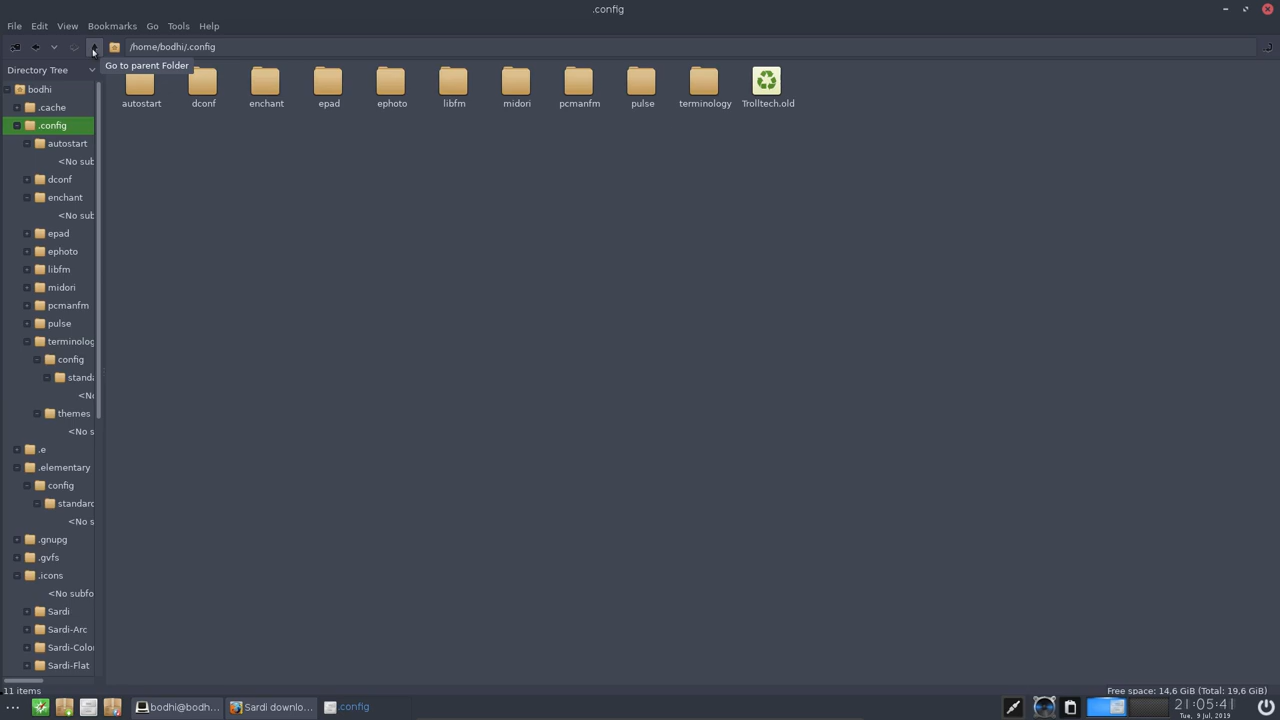 .config
File Edit View Bookmarks Go Tools Help
/home/bodhi/.config
Go to parent Folder
Directory Tree
bodhi
.cache
.config
autostart
<No sub
dconf
enchant
<No sub
epad
ephoto
libfm
midori
pcmanfm
pulse
terminolog
config
standa
<No
themes
<No s
.e
.elementary
config
standard
<No s
.gnupg
.gvfs
.icons
<No subfo
Sardi
Sardi-Arc
Sardi-Color
Sardi-Flat
autostart dconf enchant epad ephoto libfm midori pcmanfm pulse terminology Trolltech.old
11 items
Free space: 14,6 GiB (Total: 19,6 GiB)
bodhi@bodh... Sardi downlo... .config
21:05:41
Tue, 9 Jul, 2019